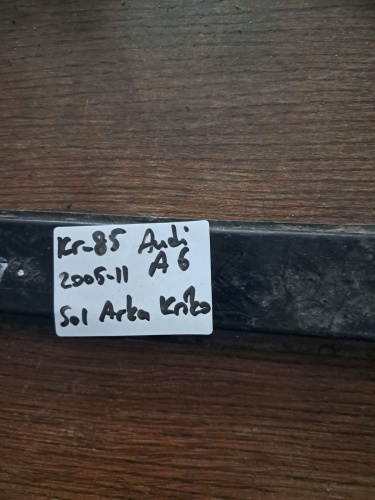 Kr-85 Audi
2005-11 A6
Sol Arka Kriko